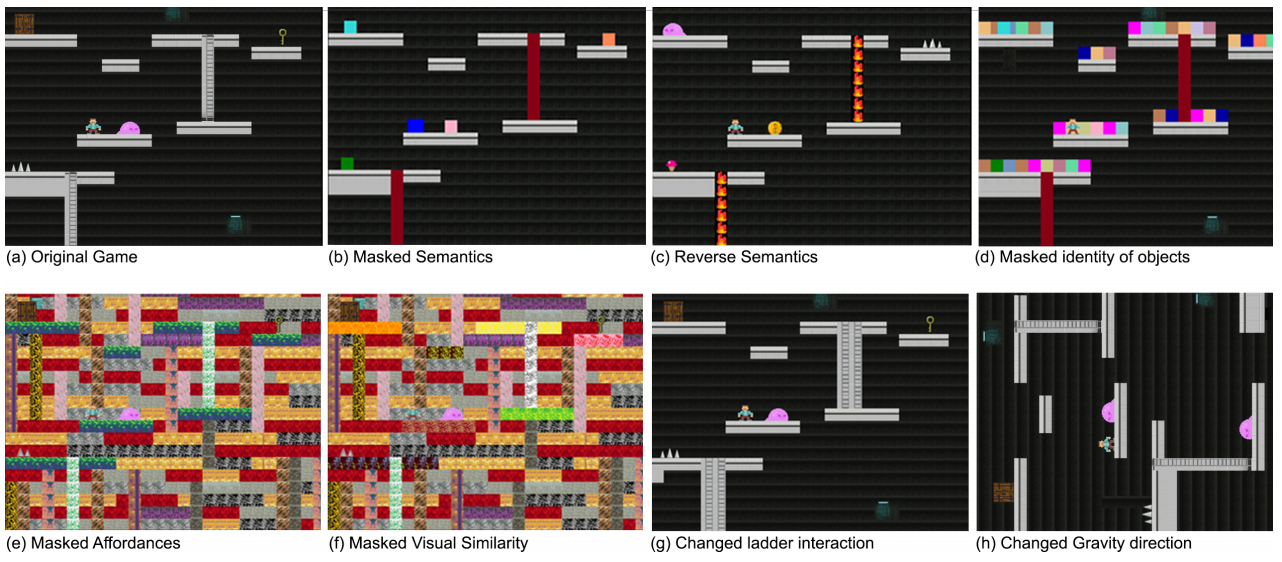 (a) Original Game
(b) Masked Semantics
(c) Reverse Semantics
(d) Masked identity of objects
(e) Masked Affordances
(f) Masked Visual Similarity
(g) Changed ladder interaction
(h) Changed Gravity direction